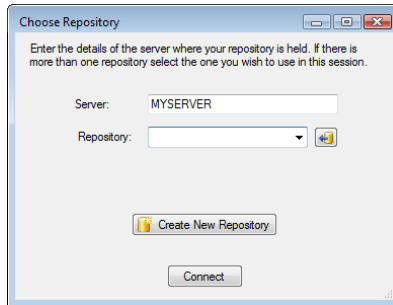 Choose Repository
Enter the details of the server where your repository is held. If there is
more than one repository select the one you wish to use in this session.
Server: MYSERVER
Repository:
Create New Repository
Connect